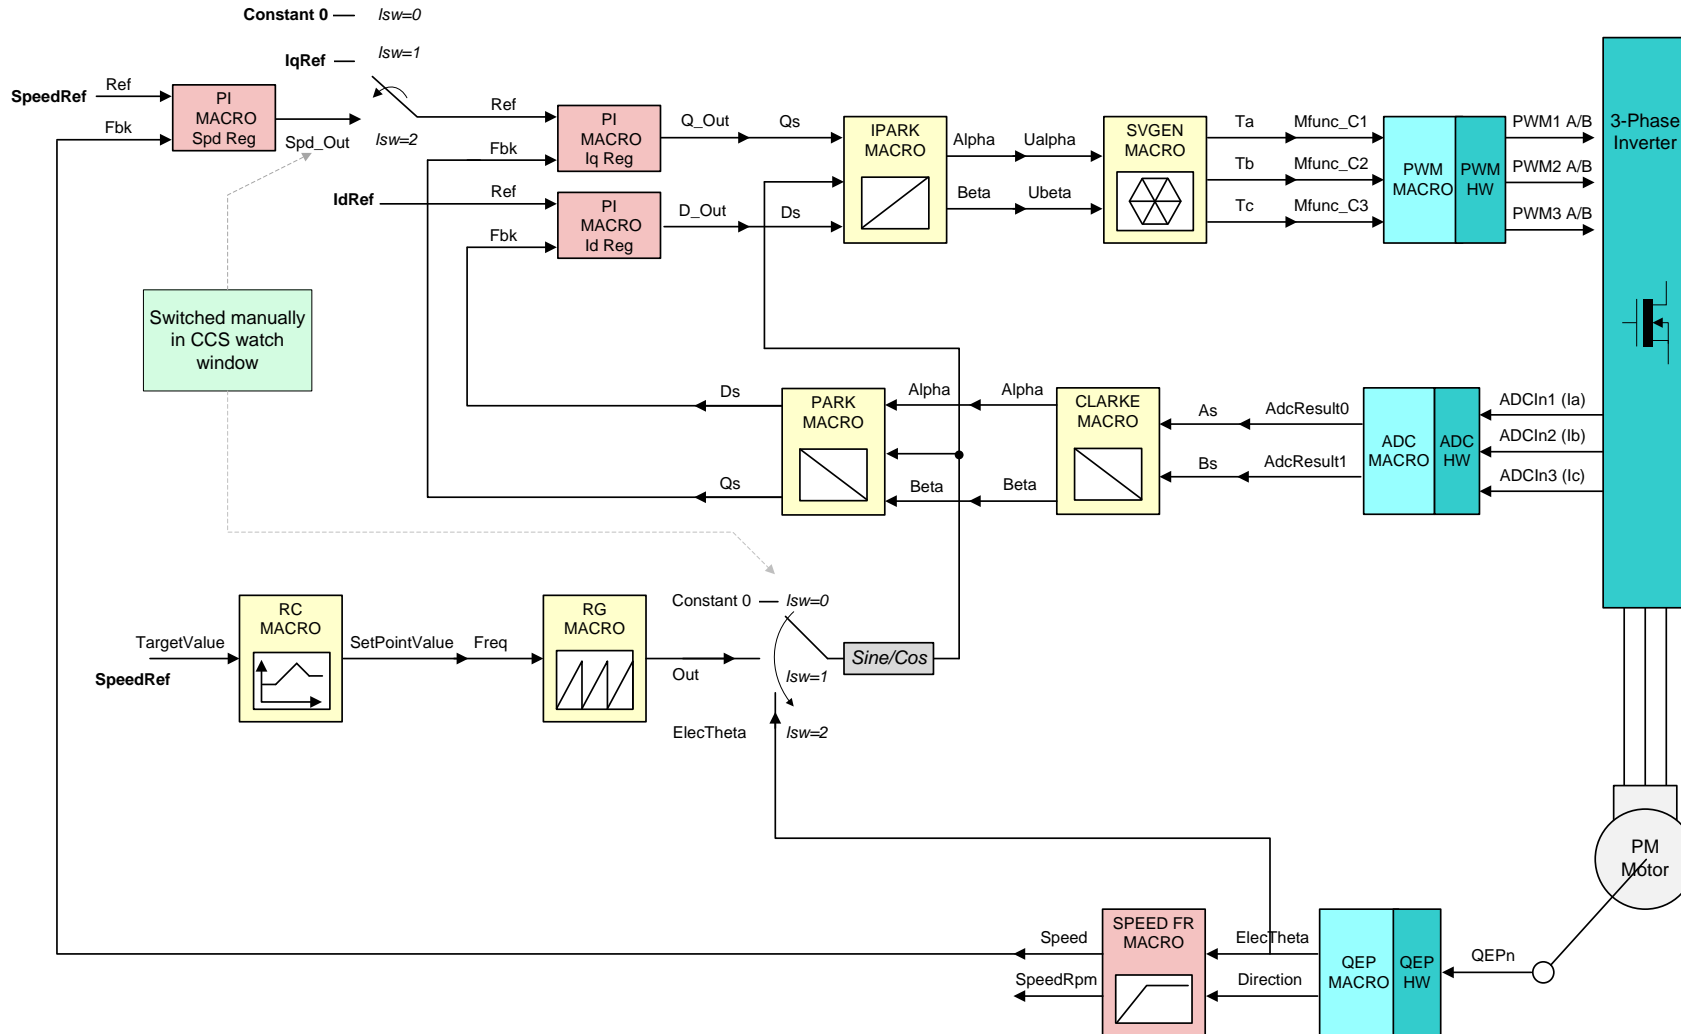 Constant 0
Isw=0
IqRef
Isw=1
SpeedRef
Ref
Fbk
PI
MACRO
Spd Reg
Spd_Out
Isw=2
Ref
Fbk
PI
MACRO
Iq Reg
Q_Out
Qs
IdRef
Ref
Fbk
PI
MACRO
Id Reg
D_Out
Ds
IPARK
MACRO
Alpha
Ualpha
Beta
Ubeta
SVGEN
MACRO
Ta
Mfunc_C1
Tb
Mfunc_C2
Tc
Mfunc_C3
PWM
MACRO
PWM
HW
PWM1 A/B
PWM2 A/B
PWM3 A/B
3-Phase
Inverter
Switched manually
in CCS watch
window
Ds
Qs
PARK
MACRO
Alpha
Alpha
Beta
Beta
CLARKE
MACRO
As
AdcResult0
Bs
AdcResult1
ADC
MACRO
ADC
HW
ADCIn1 (Ia)
ADCIn2 (Ib)
ADCIn3 (Ic)
TargetValue
SpeedRef
RC
MACRO
SetPointValue
Freq
RG
MACRO
Out
Constant 0
Isw=0
Isw=1
Sine/Cos
ElecTheta
Isw=2
PM
Motor
Speed
SpeedRpm
SPEED FR
MACRO
ElecTheta
Direction
QEP
MACRO
QEP
HW
QEPn